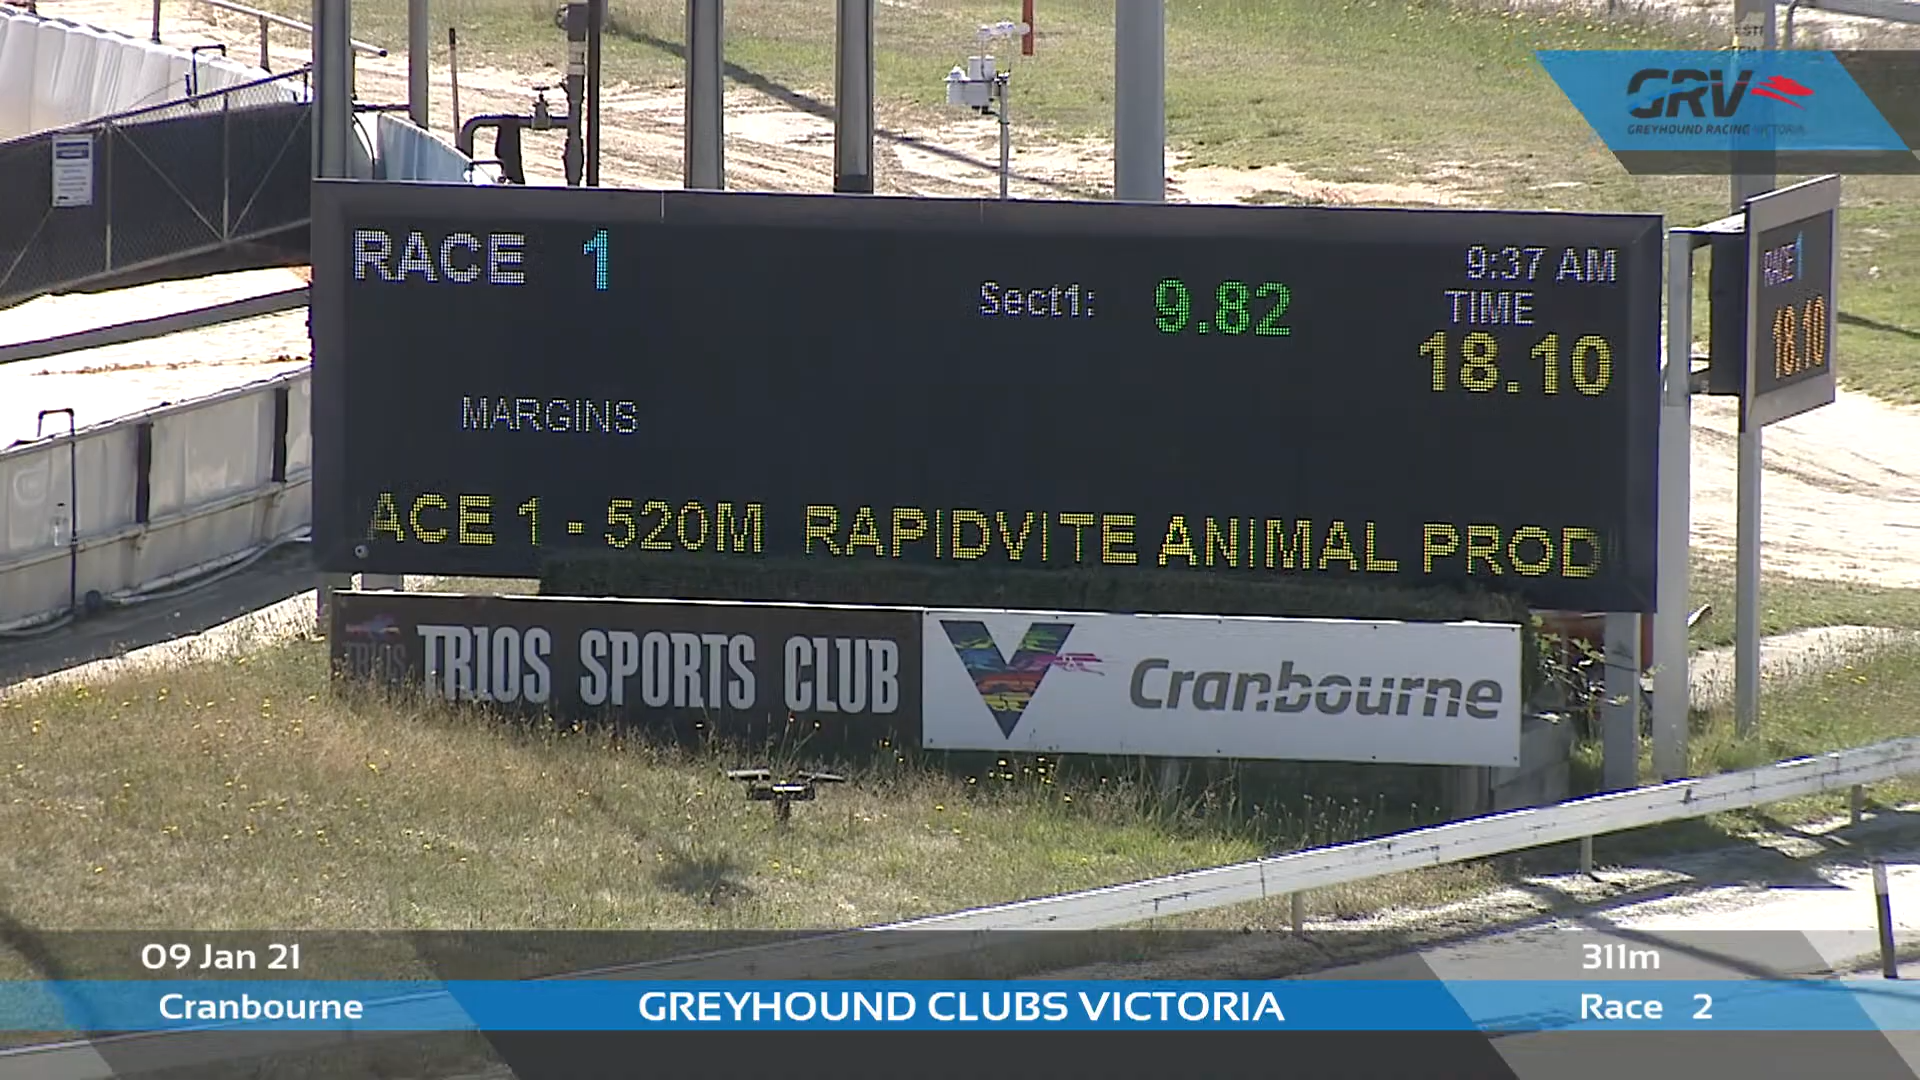 GRV
GREYHOUND RACING VICTORIA
RACE 1
9:37 AM
Sect1: 9.82
TIME
18.10
MARGINS
ACE 1 - 520M RAPIDVITE ANIMAL PROD
RACE 1
18.10
TRIOS
TRIOS SPORTS CLUB
Cranbourne
09 Jan 21
311m
Cranbourne
GREYHOUND CLUBS VICTORIA
Race 2